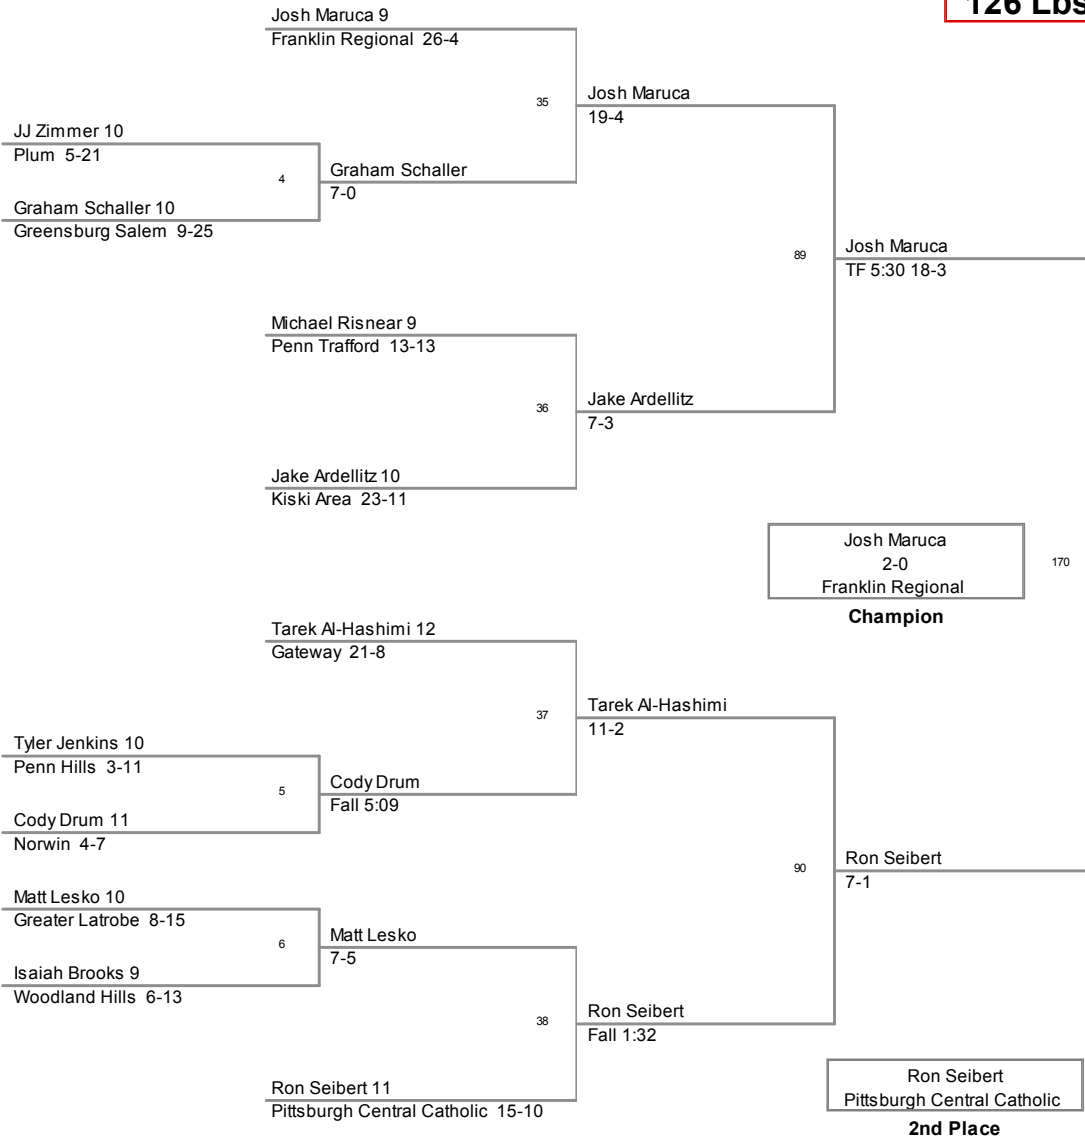 126 Lbs
Josh Maruca 9
Franklin Regional 26-4
35
Josh Maruca
19-4
JJ Zimmer 10
Plum 5-21
4
Graham Schaller
7-0
Graham Schaller 10
Greensburg Salem 9-25
89
Josh Maruca
TF 5:30 18-3
Michael Risnear 9
Penn Trafford 13-13
36
Jake Ardellitz
7-3
Jake Ardellitz 10
Kiski Area 23-11
Josh Maruca
2-0
Franklin Regional
170
Champion
Tarek Al-Hashimi 12
Gateway 21-8
37
Tarek Al-Hashimi
11-2
Tyler Jenkins 10
Penn Hills 3-11
5
Cody Drum
Fall 5:09
Cody Drum 11
Norwin 4-7
90
Ron Seibert
7-1
Matt Lesko 10
Greater Latrobe 8-15
6
Matt Lesko
7-5
Isaiah Brooks 9
Woodland Hills 6-13
38
Ron Seibert
Fall 1:32
Ron Seibert 11
Pittsburgh Central Catholic 15-10
Ron Seibert
Pittsburgh Central Catholic
2nd Place